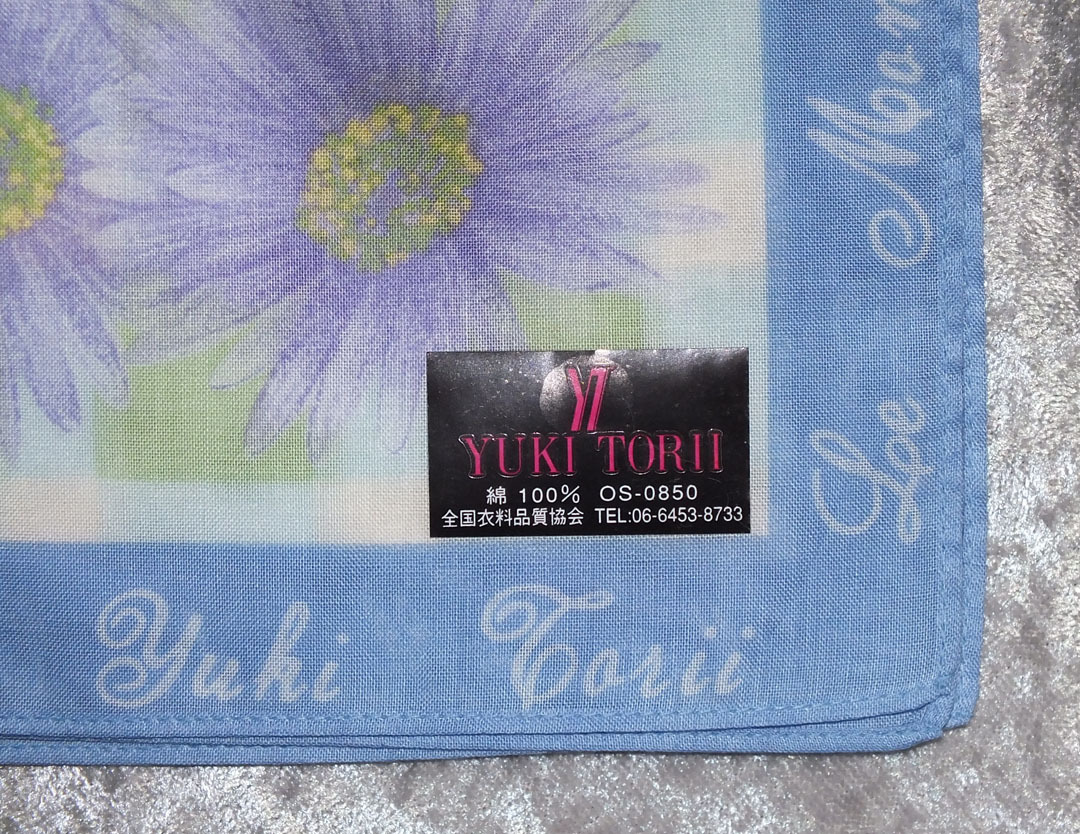 YT
YUKI TORII
綿 100% OS-0850
全国衣料品質協会 TEL:06-6453-8733
Yuki Torii